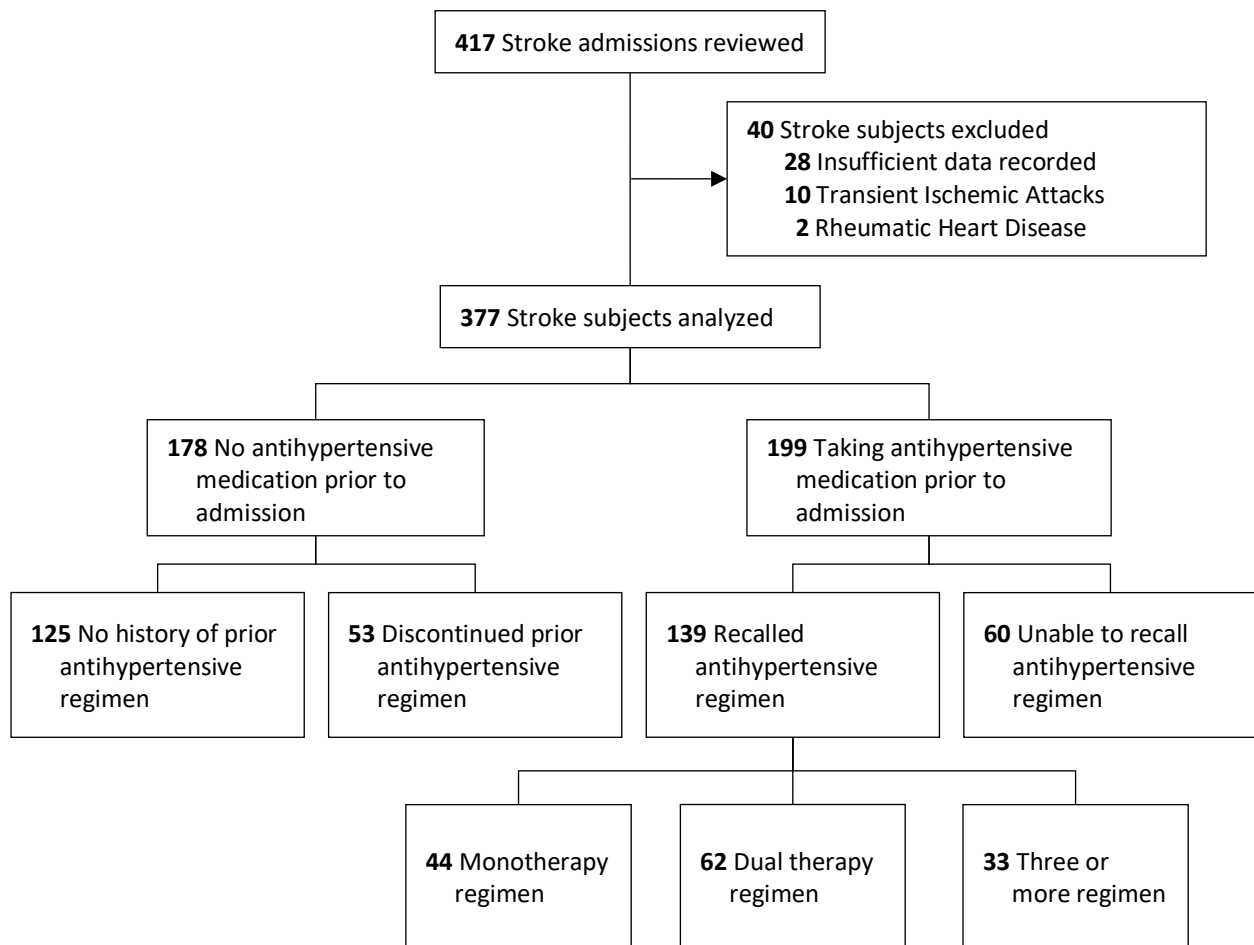 417 Stroke admissions reviewed
40 Stroke subjects excluded
28 Insufficient data recorded
10 Transient Ischemic Attacks
2 Rheumatic Heart Disease
377 Stroke subjects analyzed
178 No antihypertensive
medication prior to
admission
199 Taking antihypertensive
medication prior to
admission
125 No history of prior
antihypertensive
regimen
53 Discontinued prior
antihypertensive
regimen
139 Recalled
antihypertensive
regimen
60 Unable to recall
antihypertensive
regimen
44 Monotherapy
regimen
62 Dual therapy
regimen
33 Three or
more regimen